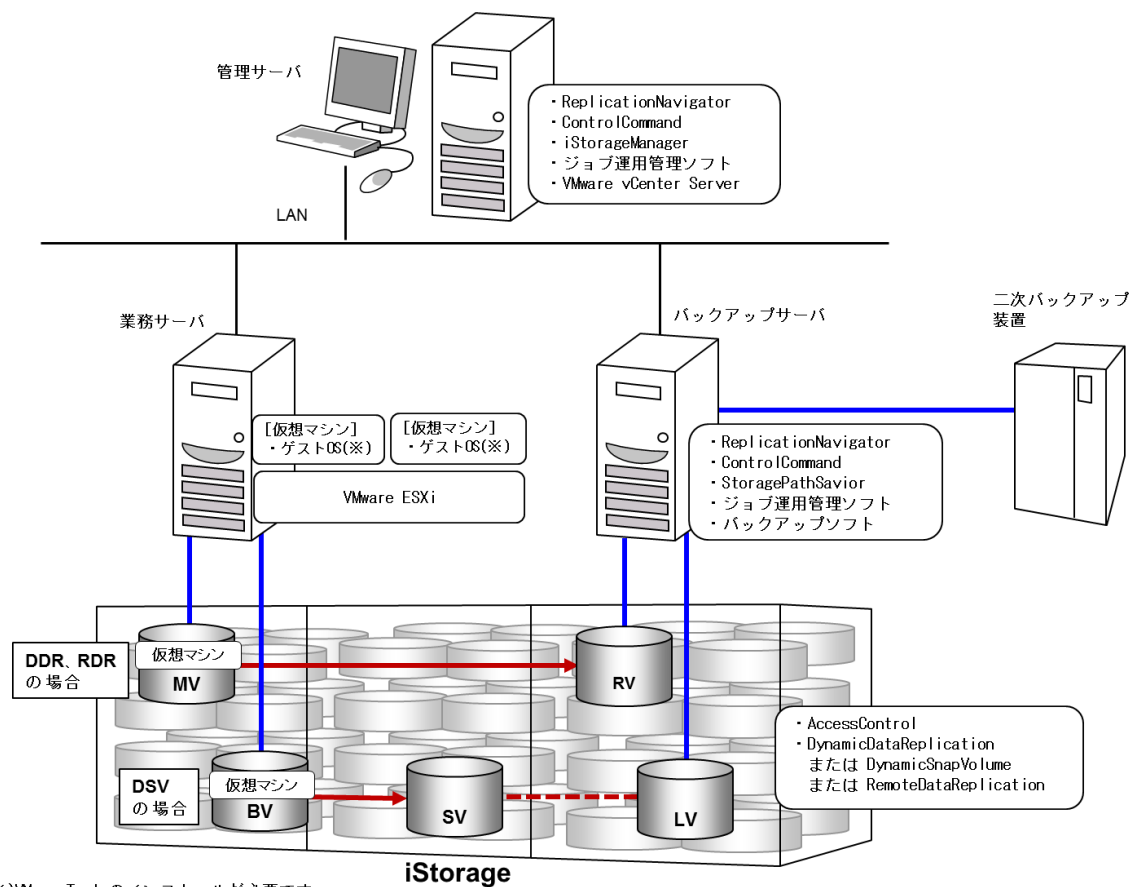 管理サーバ
・ReplicationNavigator
・ControlCommand
・iStorageManager
・ジョブ運用管理ソフト
・VMware vCenter Server
LAN
業務サーバ
バックアップサーバ
二次バックアップ
装置
[仮想マシン]
・ゲストOS(※)
[仮想マシン]
・ゲストOS(※)
VMware ESXi
・ReplicationNavigator
・ControlCommand
・StoragePathSavior
・ジョブ運用管理ソフト
・バックアップソフト
DDR、RDR
の場合
仮想マシン
MV
RV
・AccessControl
・DynamicDataReplication
または DynamicSnapVolume
または RemoteDataReplication
DSV
の場合
仮想マシン
BV
SV
LV
iStorage